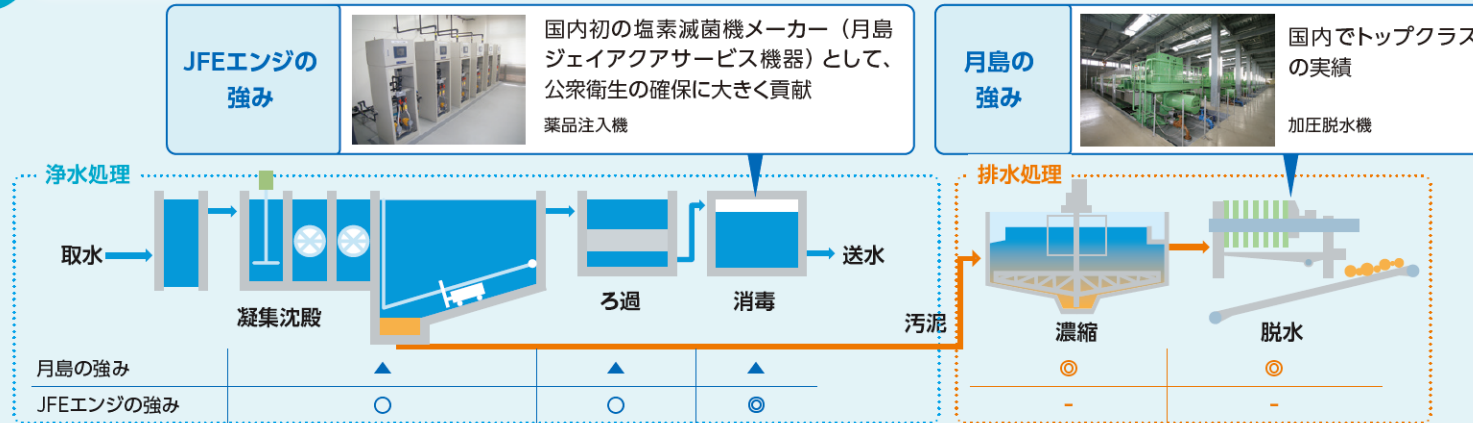 JFEエンジの
強み
国内初の塩素滅菌機メーカー（月島
ジェイアクアサービス機器）として、
公衆衛生の確保に大きく貢献
薬品注入機
月島の
強み
国内でトップクラス
の実績
加圧脱水機
浄水処理
取水
凝集沈殿
ろ過
消毒
送水
汚泥
排水処理
濃縮
脱水
月島の強み ▲ ▲ ▲ ◎ ◎
JFEエンジの強み ○ ○ ◎ - -